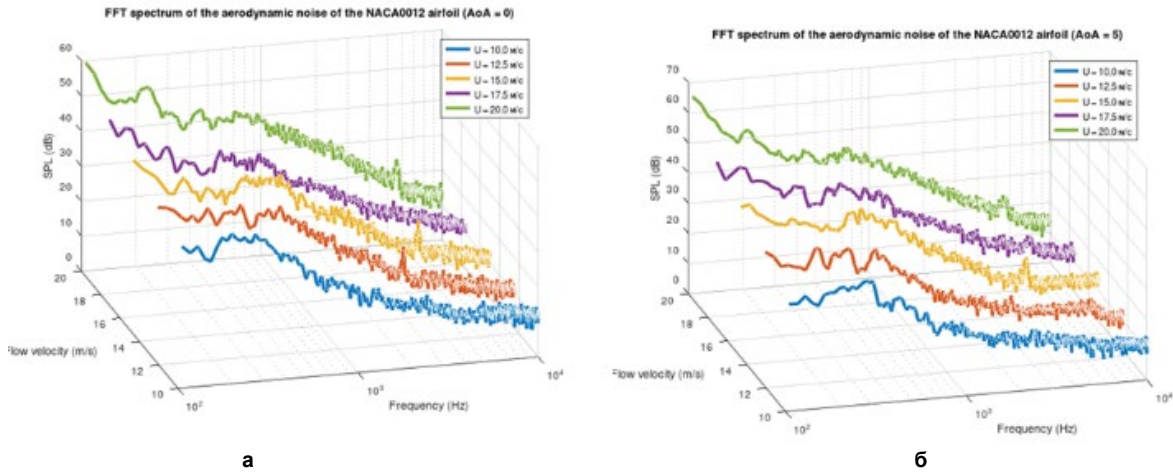 FFT spectrum of the aerodynamic noise of the NACA0012 airfoil (AoA = 0)
U = 10.0 м/с
U = 12.5 м/с
U = 15.0 м/с
U = 17.5 м/с
U = 20.0 м/с
60
50
40
30
20
10
0
SPL (dB)
20
18
16
14
12
10
Flow velocity (m/s)
10²
10³
10⁴
Frequency (Hz)
а
FFT spectrum of the aerodynamic noise of the NACA0012 airfoil (AoA = 5)
U = 10.0 м/с
U = 12.5 м/с
U = 15.0 м/с
U = 17.5 м/с
U = 20.0 м/с
70
60
50
40
30
20
10
0
SPL (dB)
20
18
16
14
12
10
Flow velocity (m/s)
10²
10³
10⁴
Frequency (Hz)
б